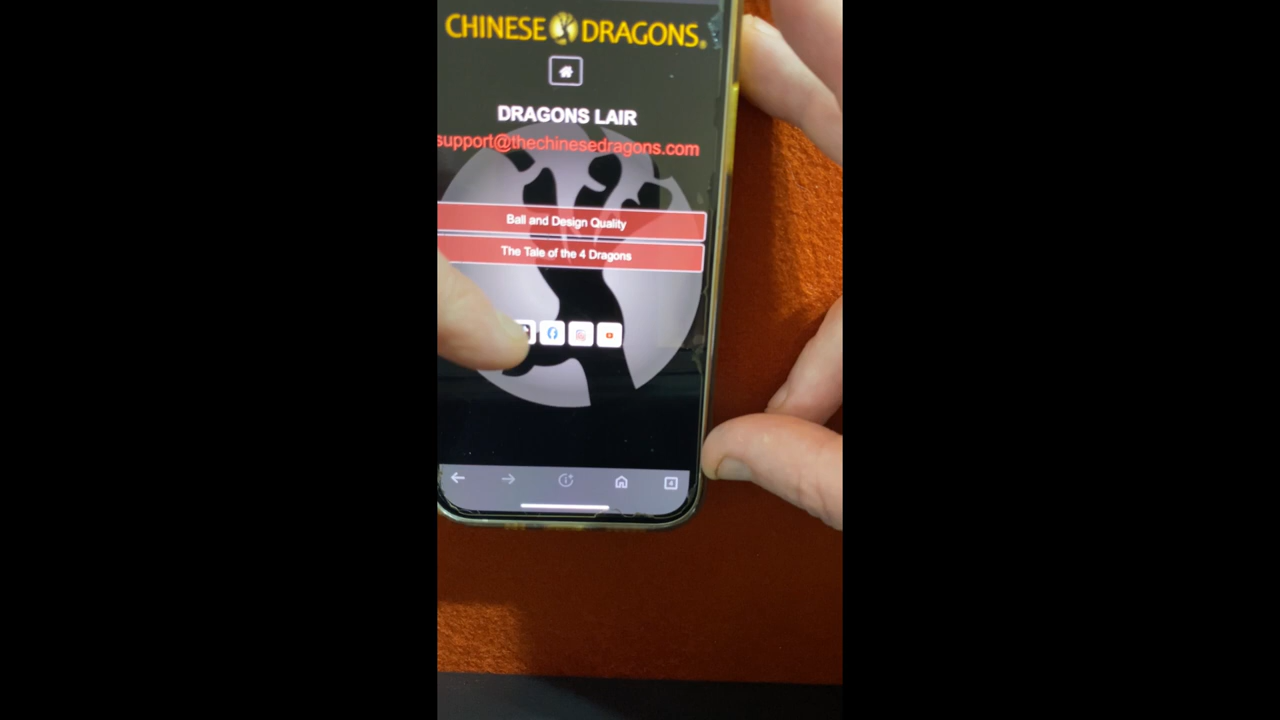 CHINESE DRAGONS®
DRAGONS LAIR
support@thechinesedragons.com
Ball and Design Quality
The Tale of the 4 Dragons